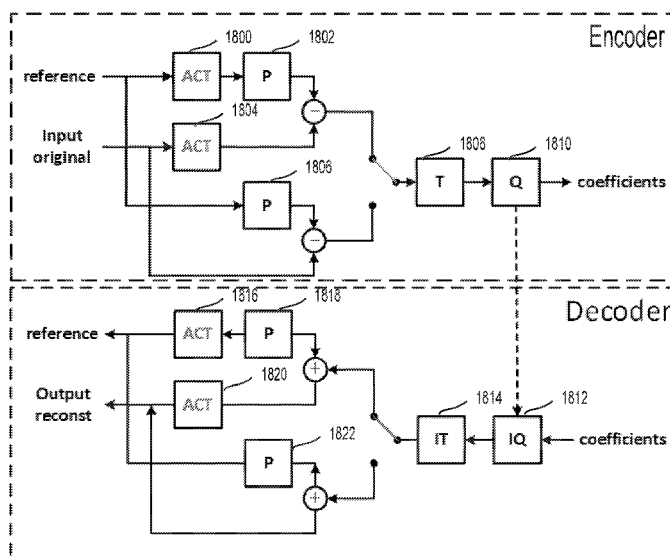 Encoder
1800
1802
reference
ACT
P
1804
Input
original
ACT
1806
P
1808
1810
T
Q
coefficients
Decoder
1816
1818
reference
ACT
P
1820
Output
reconst
ACT
1822
P
1814
1812
IT
IQ
coefficients